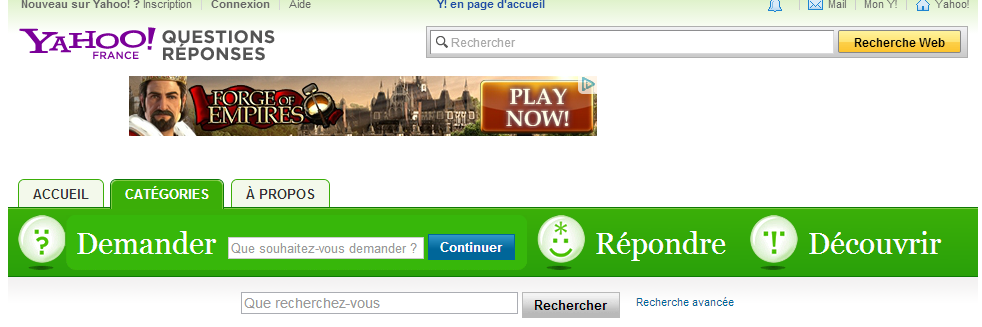 Nouveau sur Yahoo! ? Inscription Connexion Aide Y! en page d'accueil Mail Mon Y! Yahoo!
YAHOO! QUESTIONS
FRANCE RÉPONSES
Rechercher Recherche Web
FORGE OF
EMPIRES
PLAY
NOW!
ACCUEIL CATÉGORIES À PROPOS
Demander Que souhaitez-vous demander ? Continuer Répondre Découvrir
Que recherchez-vous Rechercher Recherche avancée